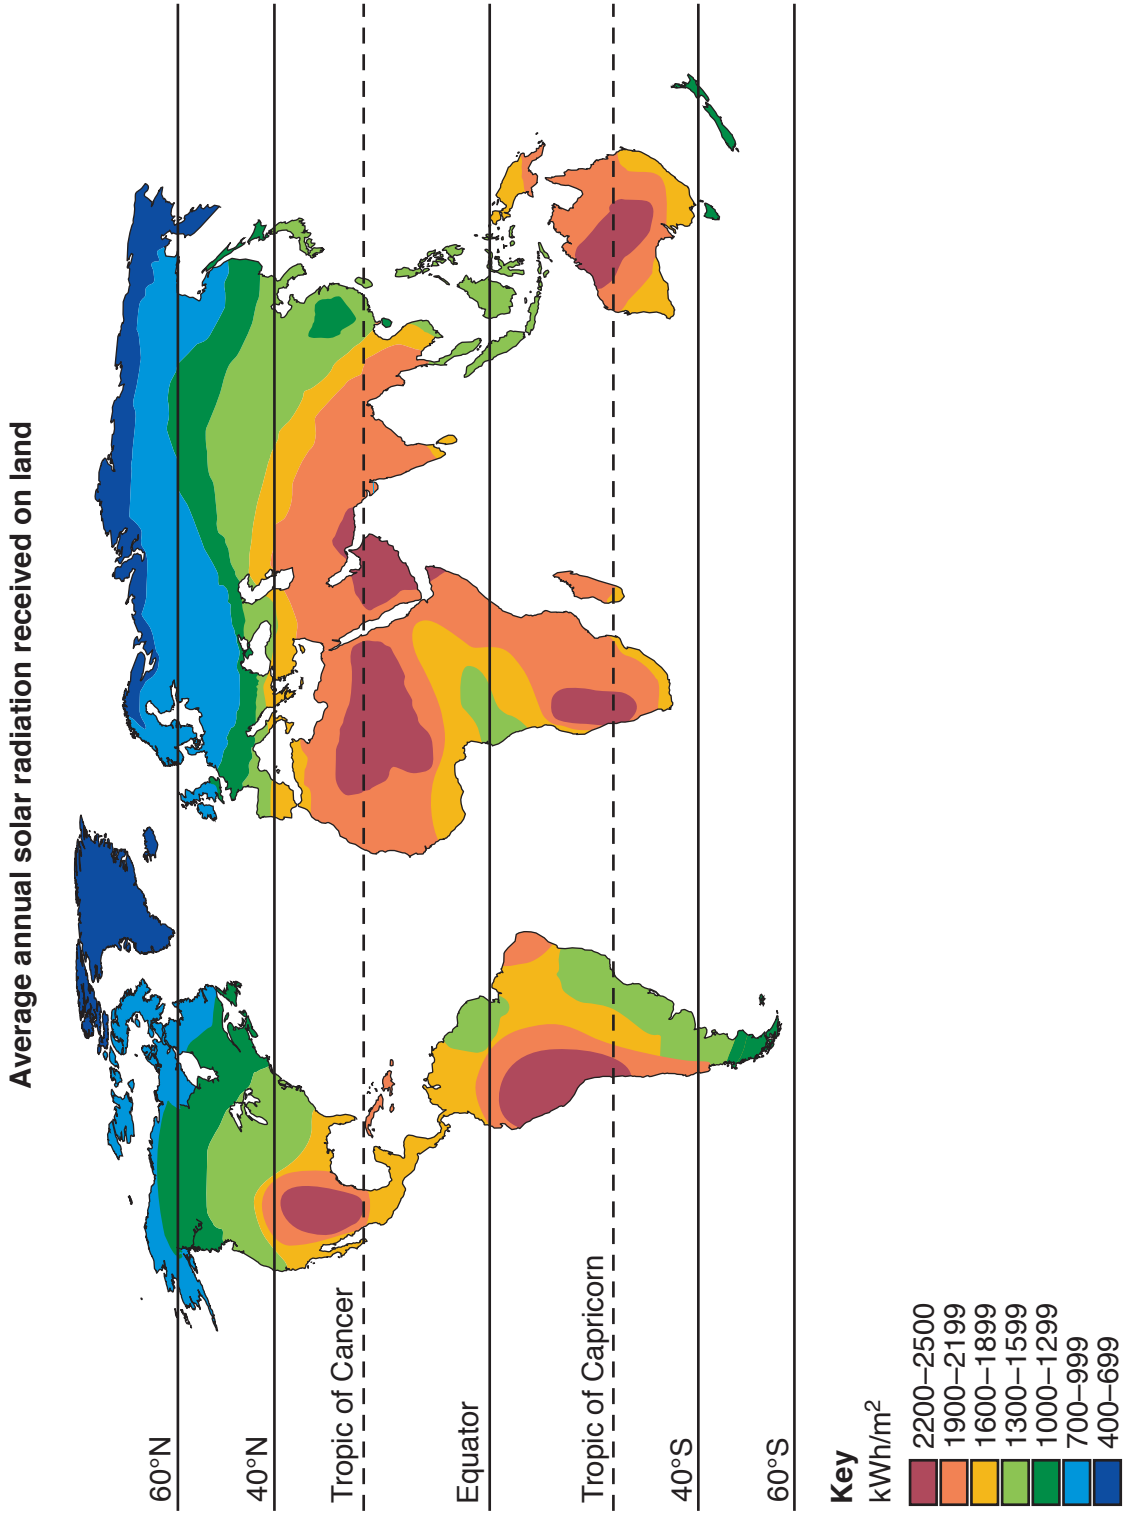 Average annual solar radiation received on land
60°N
40°N
Tropic of Cancer
Equator
Tropic of Capricorn
40°S
60°S
Key
kWh/m²
2200–2500
1900–2199
1600–1899
1300–1599
1000–1299
700–999
400–699